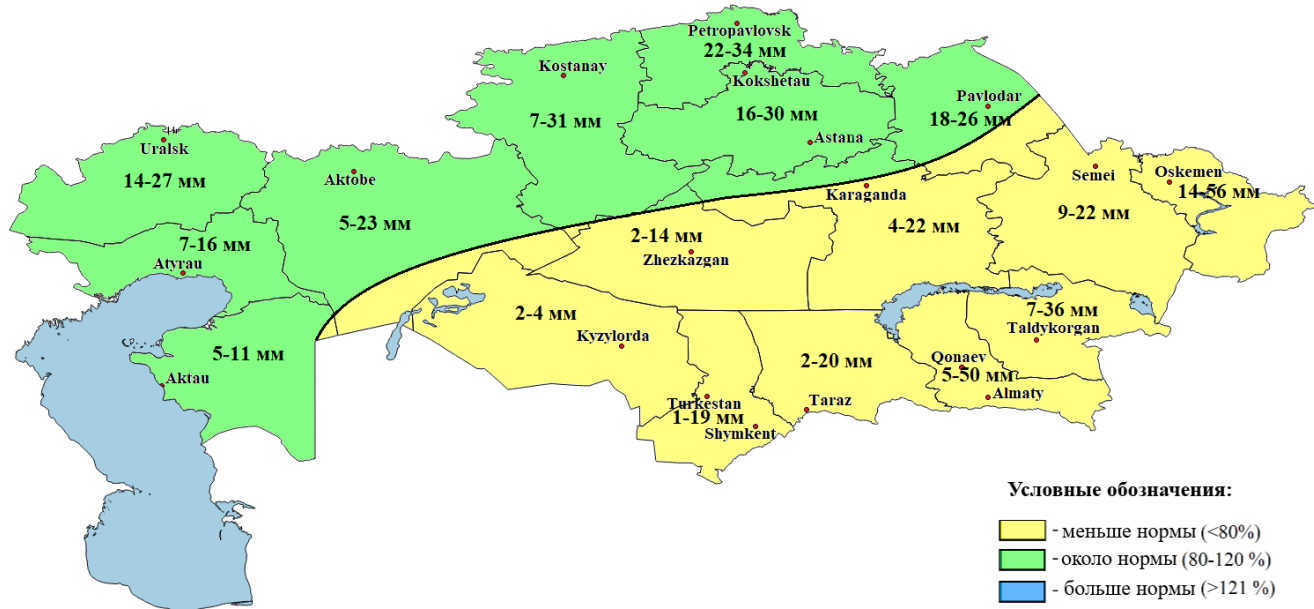 Petropavlovsk
22-34 мм
Kostanay
Kokshetau
Pavlodar
7-31 мм
16-30 мм
18-26 мм
Astana
Uralsk
14-27 мм
Aktobe
Karaganda
Semei
Oskemen
14-56 мм
5-23 мм
4-22 мм
9-22 мм
7-16 мм
Atyrau
2-14 мм
Zhezkazgan
2-4 мм
Kyzylorda
7-36 мм
Taldykorgan
5-11 мм
Aktau
2-20 мм
Qonaev
5-50 мм
Almaty
Turkestan
1-19 мм
Shymkent
Taraz
Условные обозначения:
- меньше нормы (<80%)
- около нормы (80-120 %)
- больше нормы (>121 %)